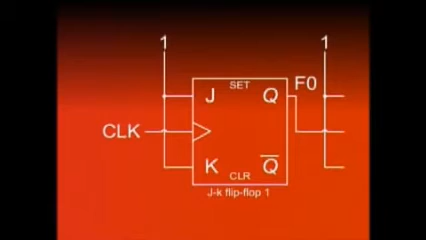 1 1
SET
J Q F0
CLK
K Q̅
CLR
J-k flip-flop 1